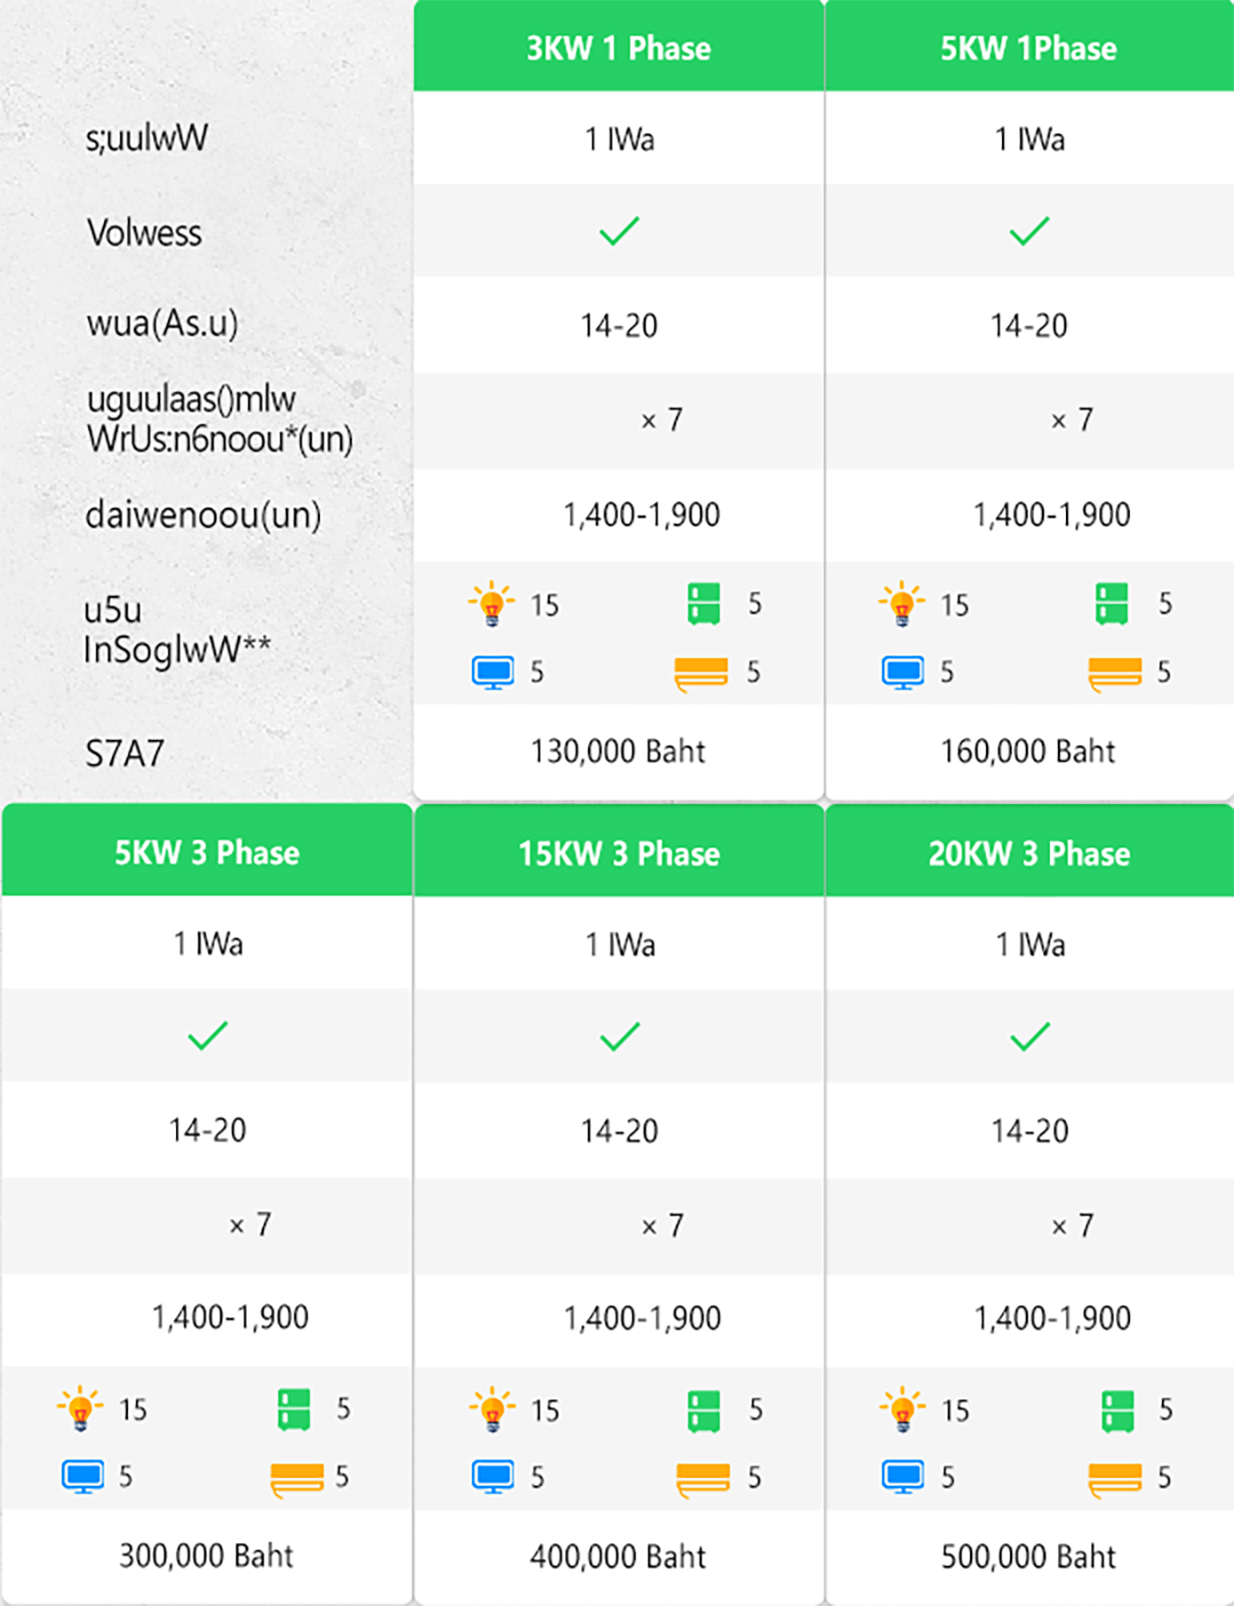 3KW 1 Phase
5KW 1Phase
s;uulwW
1 IWa
1 IWa
Volwess
wua(As.u)
14-20
14-20
uguulaas()mlw
WrUs:n6noou*(un)
× 7
× 7
daiwenoou(un)
1,400-1,900
1,400-1,900
u5u
InSoglwW**
15
5
15
5
5
5
5
5
S7A7
130,000 Baht
160,000 Baht
5KW 3 Phase
15KW 3 Phase
20KW 3 Phase
1 IWa
1 IWa
1 IWa
14-20
14-20
14-20
× 7
× 7
× 7
1,400-1,900
1,400-1,900
1,400-1,900
15
5
15
5
15
5
5
5
5
5
5
5
300,000 Baht
400,000 Baht
500,000 Baht